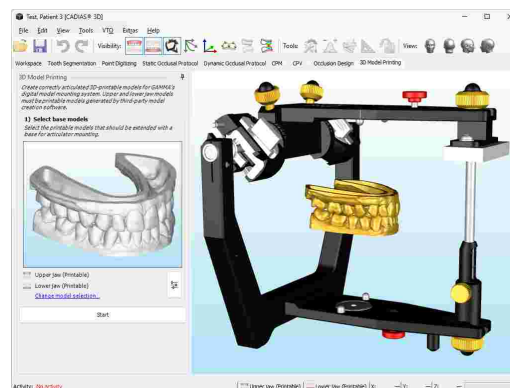 Test, Patient 3 [CADIAS® 3D]
File Edit View Tools VTO Extras Help
Visibility: Tools: View:
Workspace Tooth Segmentation Point Digitizing Static Occlusal Protocol Dynamic Occlusal Protocol CPM CPV Occlusion Design 3D Model Printing
3D Model Printing
Create correctly articulated 3D-printable models for GAMMA's
digital model mounting system. Upper and lower jaw models
must be printable models generated by third-party model
creation software.
1) Select base models
Select the printable models that should be extended with a
base for articulator mounting.
Upper Jaw (Printable)
Lower Jaw (Printable)
Change model selection...
Start
Activity: No activity
Upper Jaw (Printable) Lower Jaw (Printable) X: — Y: — Z: —